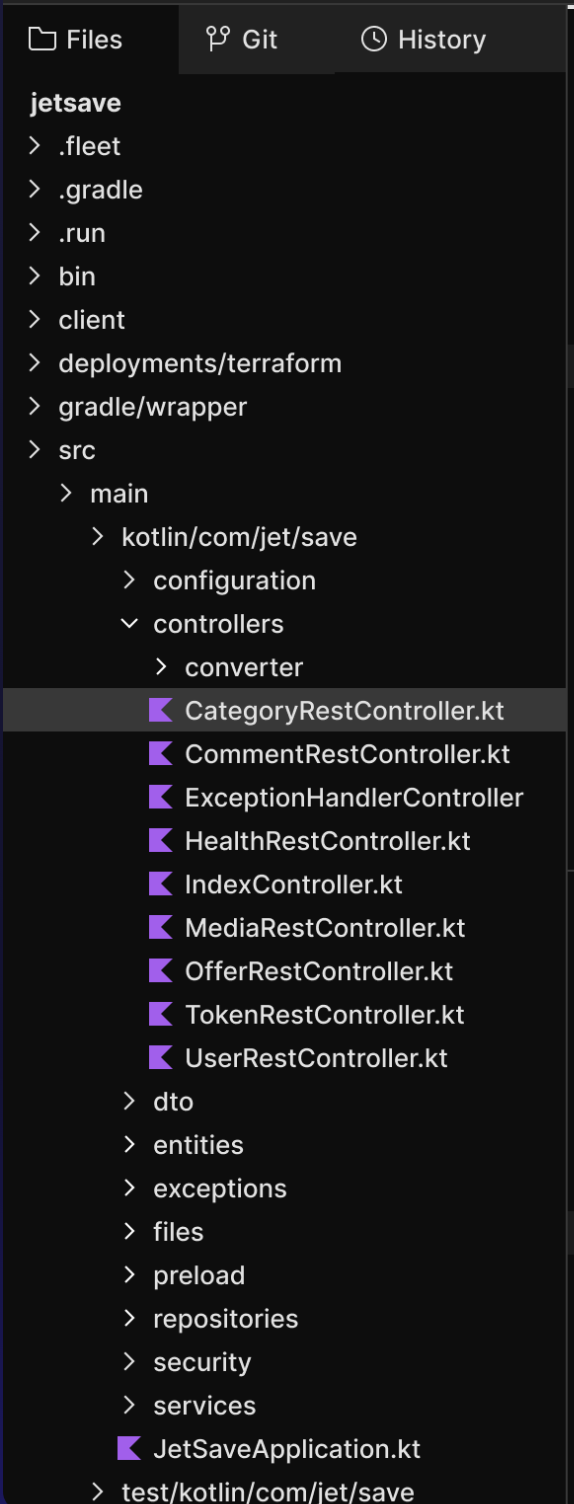 Files Git History
jetsave
.fleet
.gradle
.run
bin
client
deployments/terraform
gradle/wrapper
src
main
kotlin/com/jet/save
configuration
controllers
converter
CategoryRestController.kt
CommentRestController.kt
ExceptionHandlerController
HealthRestController.kt
IndexController.kt
MediaRestController.kt
OfferRestController.kt
TokenRestController.kt
UserRestController.kt
dto
entities
exceptions
files
preload
repositories
security
services
JetSaveApplication.kt
test/kotlin/com/jet/save